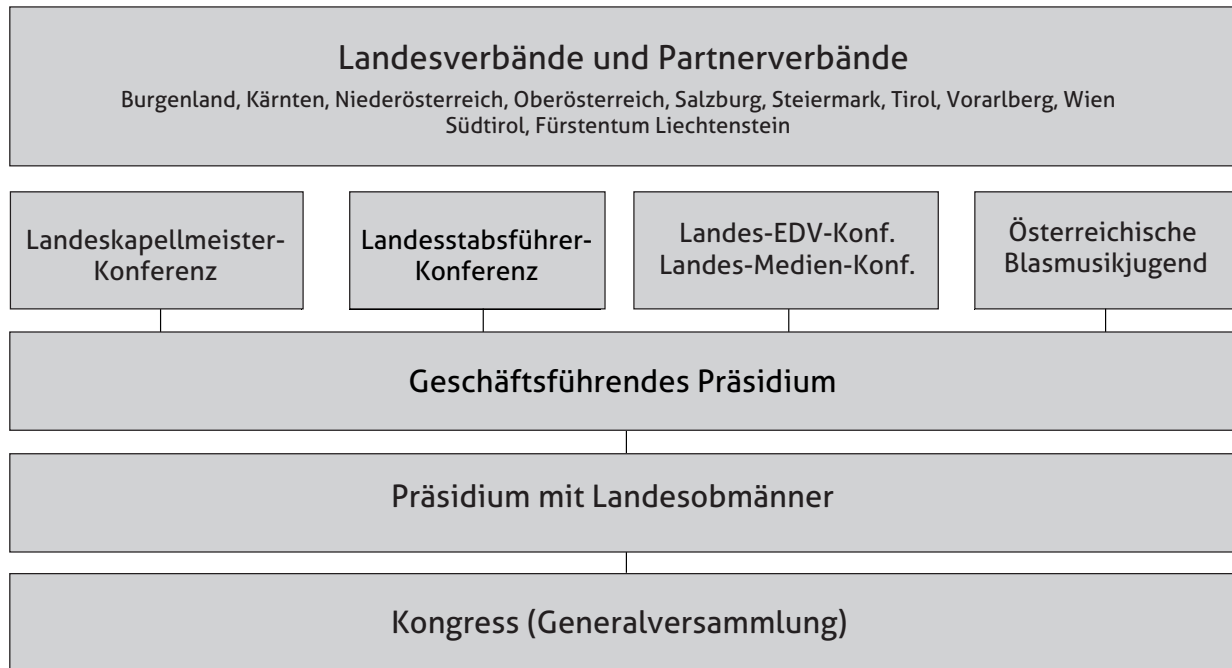 Landesverbände und Partnerverbände
Burgenland, Kärnten, Niederösterreich, Oberösterreich, Salzburg, Steiermark, Tirol, Vorarlberg, Wien
Südtirol, Fürstentum Liechtenstein
Landeskapellmeister-
Konferenz
Landesstabsführer-
Konferenz
Landes-EDV-Konf.
Landes-Medien-Konf.
Österreichische
Blasmusikjugend
Geschäftsführendes Präsidium
Präsidium mit Landesobmänner
Kongress (Generalversammlung)